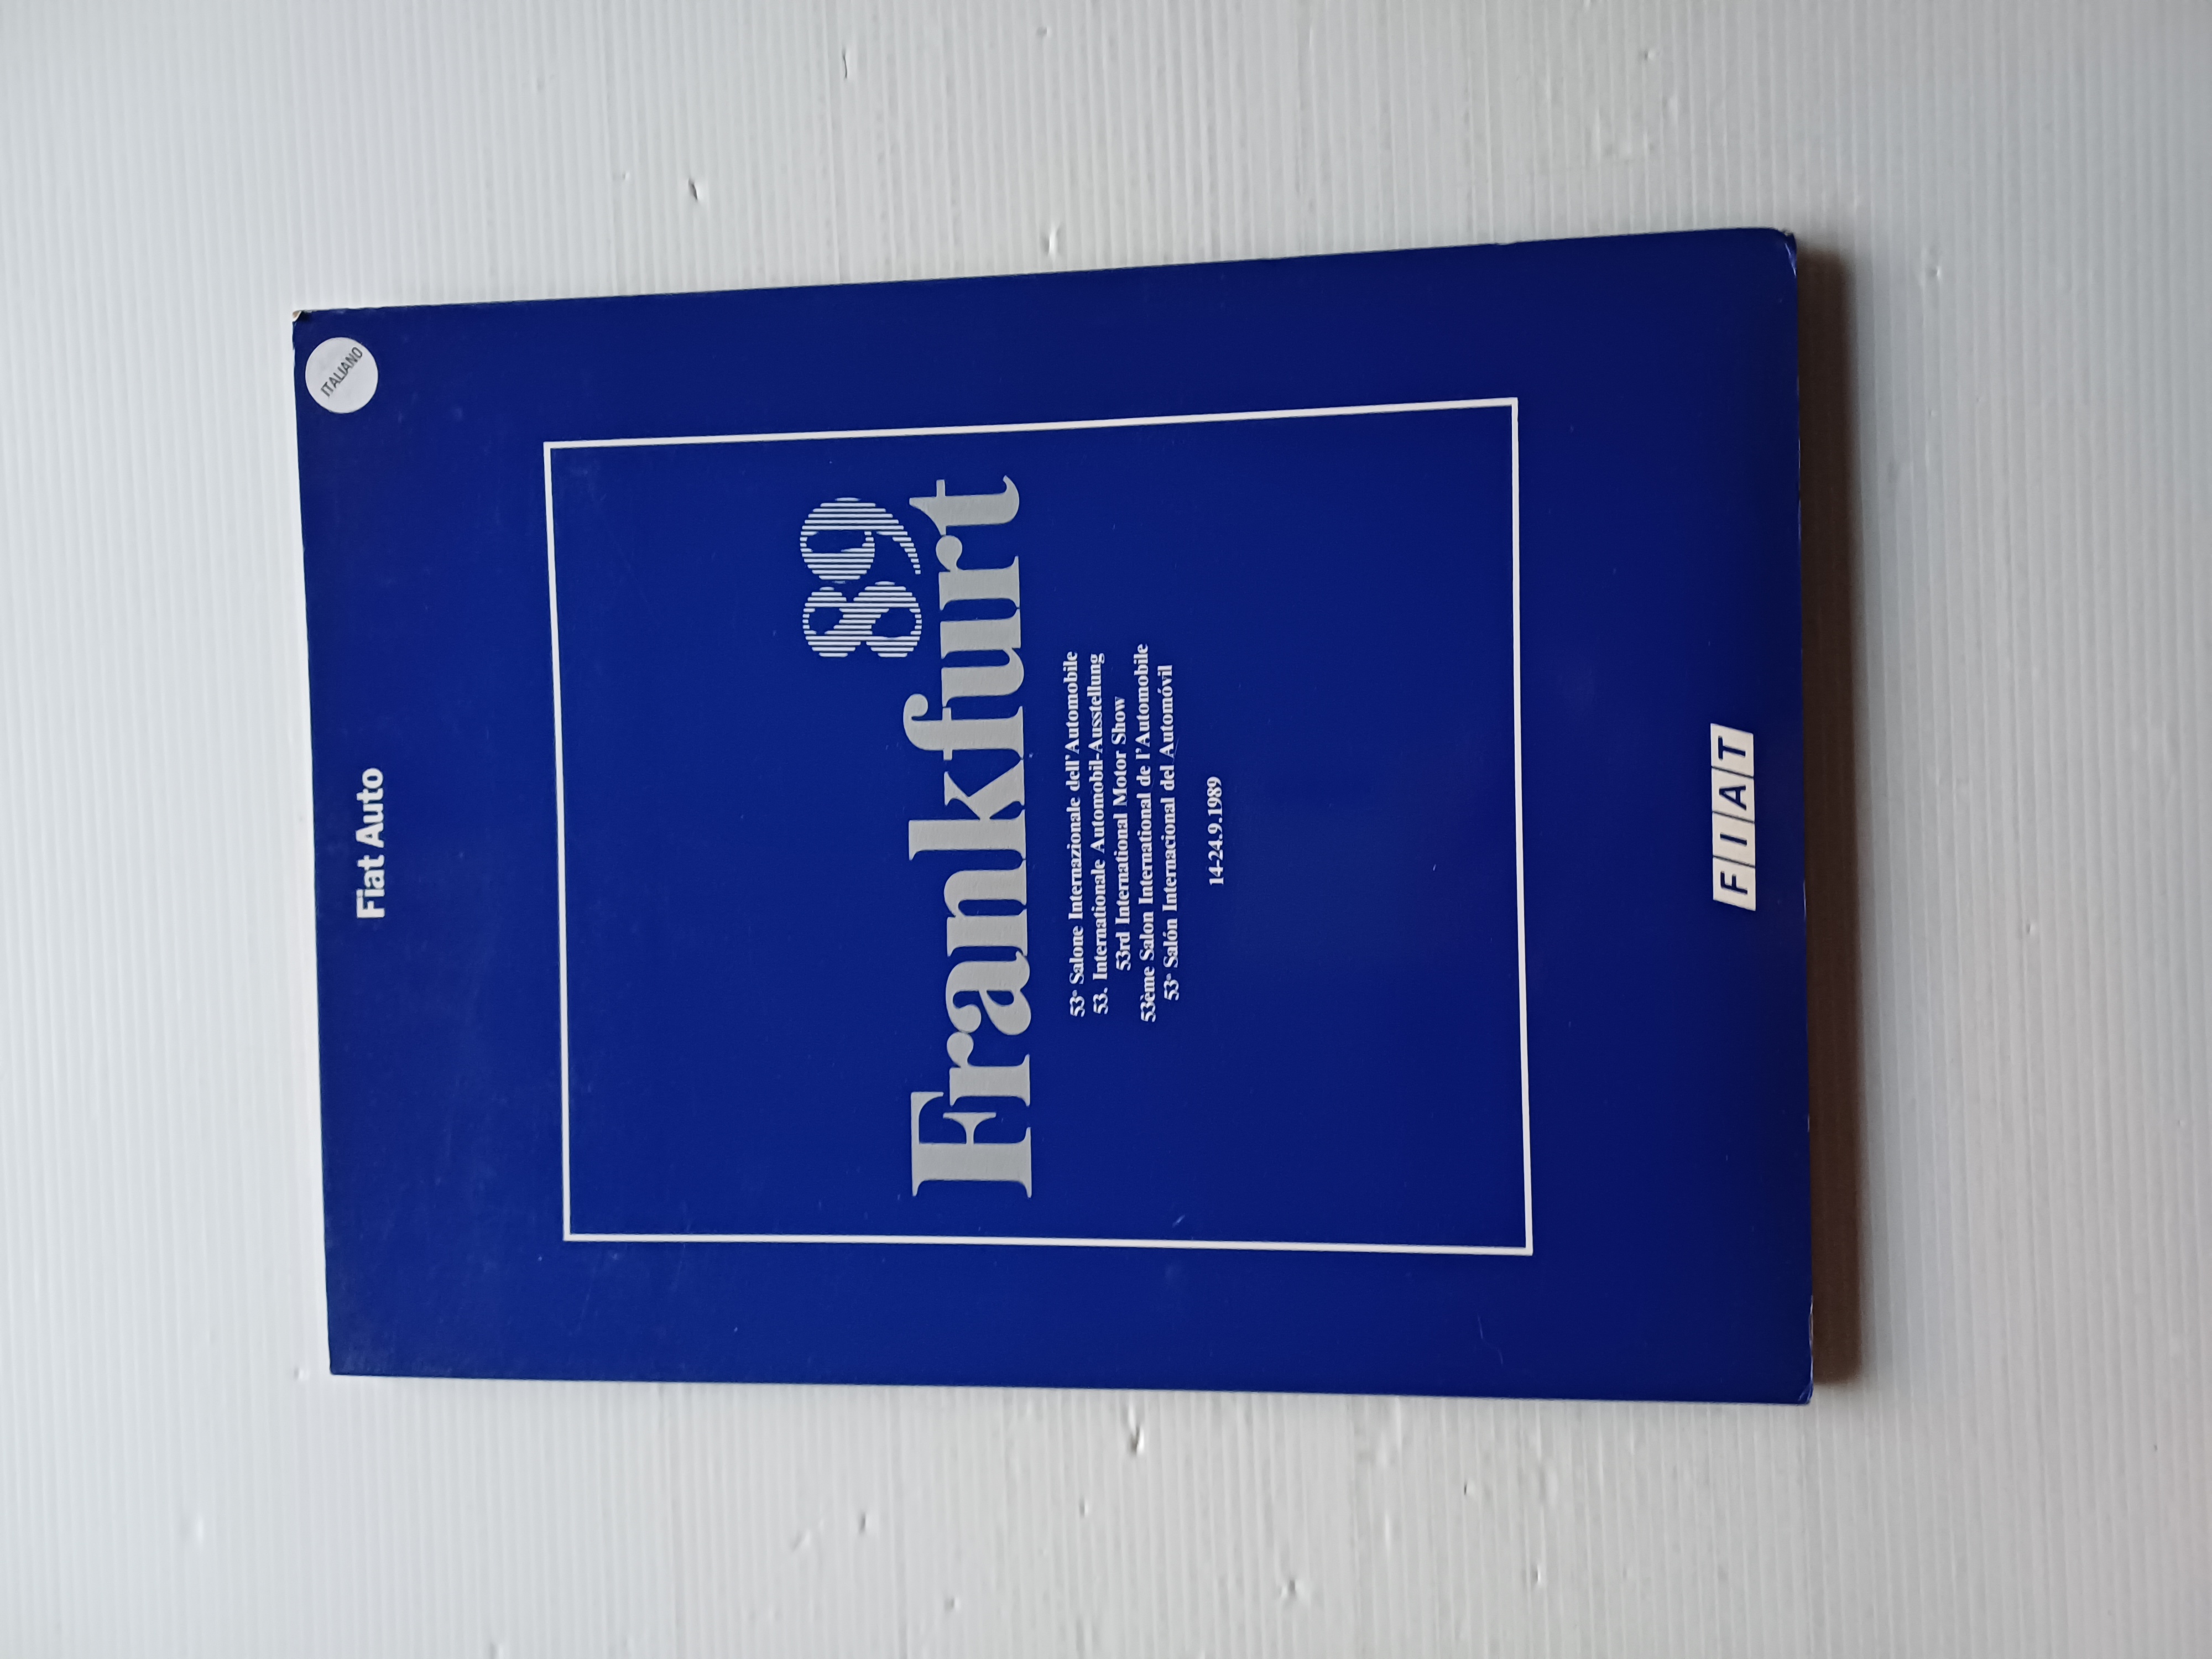 Fiat Auto
ITALIANO
89
Frankfurt
53° Salone Internazionale dell'Automobile
53. Internationale Automobil-Ausstellung
53rd International Motor Show
53ème Salon International de l'Automobile
53° Salón Internacional del Automóvil
14-24.9.1989
FIAT